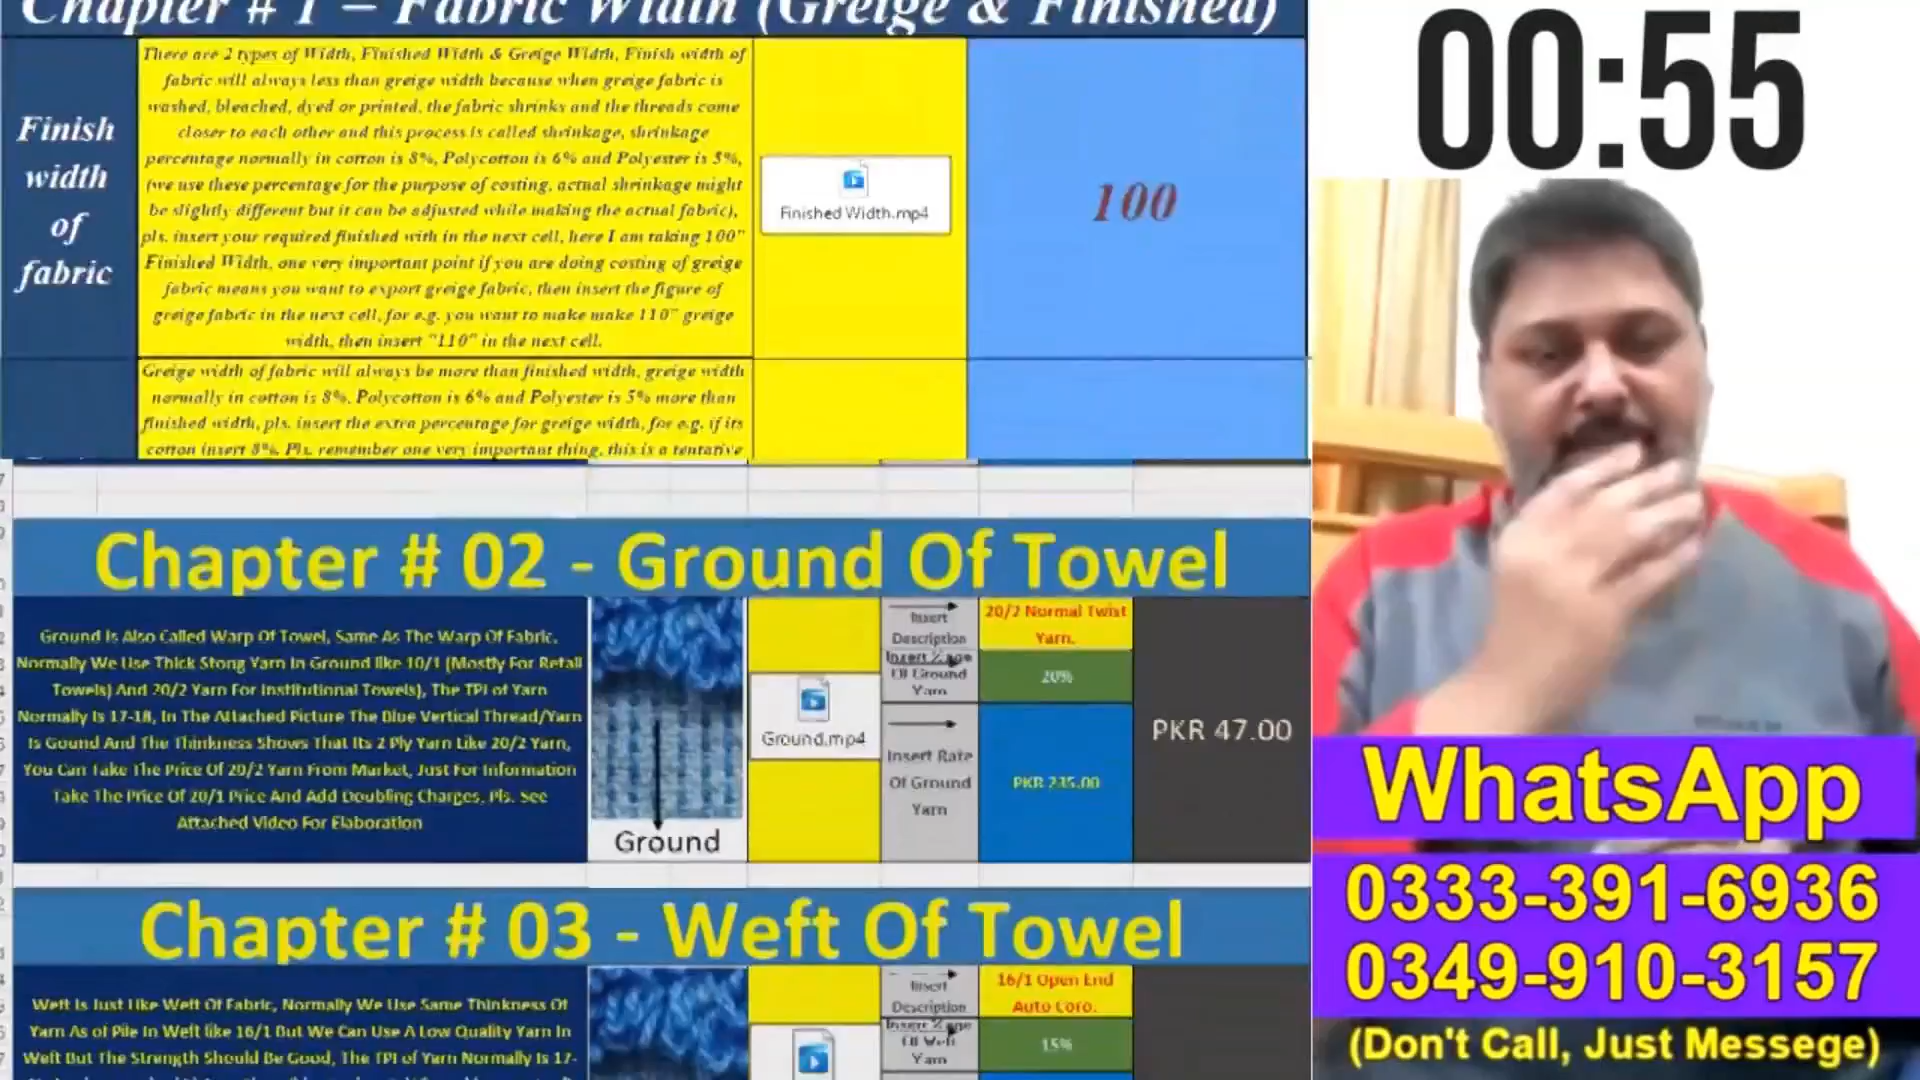 Chapter # 1 – Fabric Width (Greige & Finished)
Finish
width
of
fabric
There are 2 types of Width, Finished Width & Greige Width, Finish width of
fabric will always less than greige width because when greige fabric is
washed, bleached, dyed or printed, the fabric shrinks and the threads come
closer to each other and this process is called shrinkage, shrinkage
percentage normally in cotton is 8%, Polycotton is 6% and Polyester is 5%,
(we use these percentage for the purpose of costing, actual shrinkage might
be slightly different but it can be adjusted while making the actual fabric),
pls. insert your required finished with in the next cell, here I am taking 100"
Finished Width, one very important point if you are doing costing of greige
fabric means you want to export greige fabric, then insert the figure of
greige fabric in the next cell, for e.g. you want to make make 110" greige
width, then insert "110" in the next cell.
Finished Width.mp4
100
Greige width of fabric will always be more than finished width, greige width
normally in cotton is 8%, Polycotton is 6% and Polyester is 5% more than
finished width, pls. insert the extra percentage for greige width, for e.g. if its
cotton insert 8%. Pls. remember one very important thing, this is a tentative
Chapter # 02 - Ground Of Towel
Ground Is Also Called Warp Of Towel, Same As The Warp Of Fabric.
Normally We Use Thick Stong Yarn In Ground like 10/1 (Mostly For Retail
Towels) And 20/2 Yarn For Institutional Towels), The TPI of Yarn
Normally Is 17-18, In The Attached Picture The Blue Vertical Thread/Yarn
Is Gound And The Thinkness Shows That Its 2 Ply Yarn Like 20/2 Yarn,
You Can Take The Price Of 20/2 Yarn From Market, Just For Information
Take The Price Of 20/1 Price And Add Doubling Charges, Pls. See
Attached Video For Elaboration
Ground
Ground.mp4
Insert
Description
Insert %age
Of Ground
Yarn
Insert Rate
Of Ground
Yarn
20/2 Normal Twist
Yarn.
20%
PKR 235.00
PKR 47.00
Chapter # 03 - Weft Of Towel
Weft Is Just Like Weft Of Fabric, Normally We Use Same Thinkness Of
Yarn As of Pile In Weft like 16/1 But We Can Use A Low Quality Yarn In
Weft But The Strength Should Be Good, The TPI of Yarn Normally Is 17-
Insert
Description
Insert %age
Of Weft
Yarn
16/1 Open End
Auto Coro.
15%
00:55
WhatsApp
0333-391-6936
0349-910-3157
(Don't Call, Just Messege)